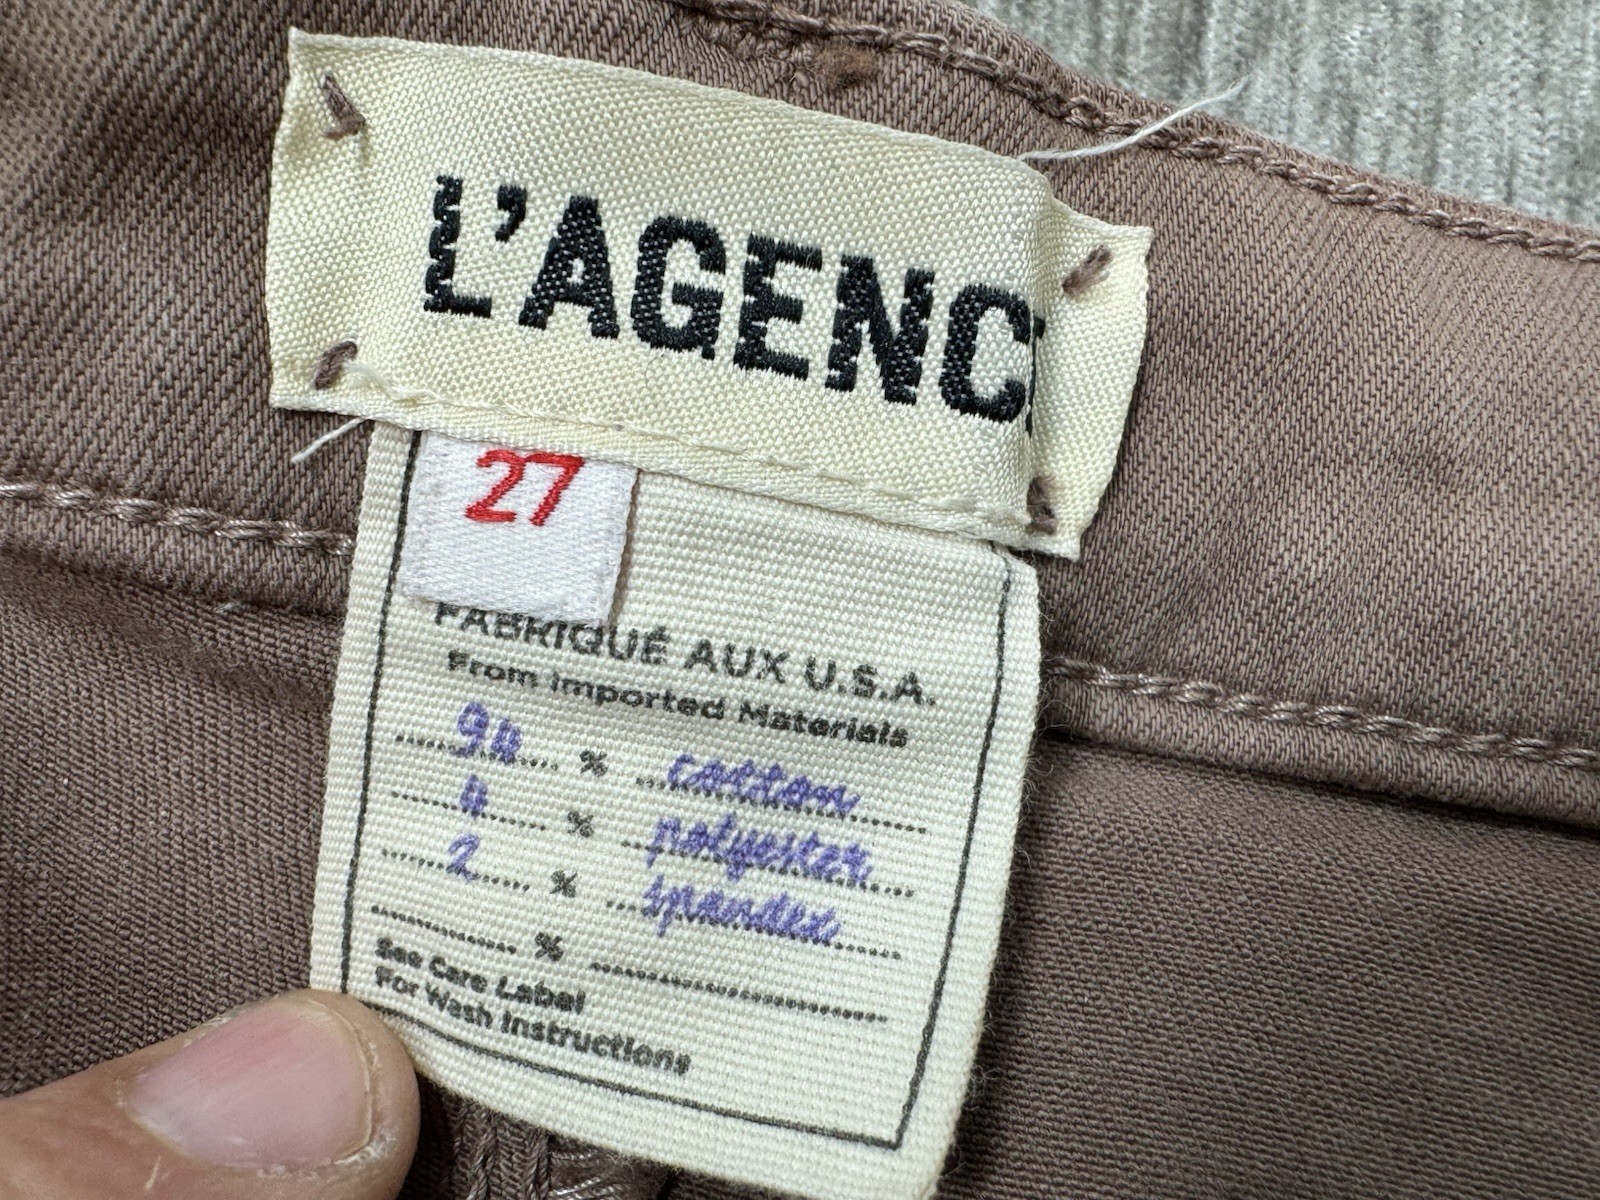 L'AGENC
27
FABRIQUÉ AUX U.S.A.
From Imported Materials
94 % cotton
4 % polyester
2 % spandex
%
See Care Label
For Wash Instructions